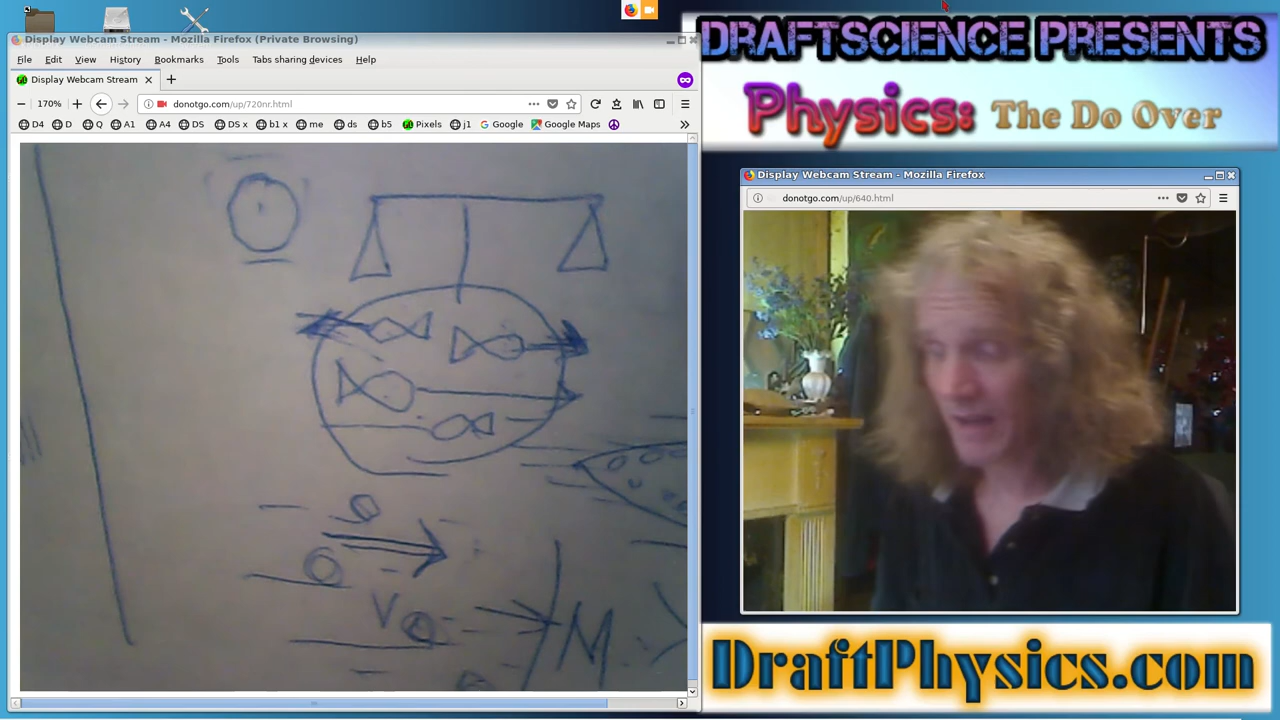 Display Webcam Stream - Mozilla Firefox (Private Browsing)
File Edit View History Bookmarks Tools Tabs sharing devices Help
Display Webcam Stream
170%
donotgo.com/up/720nr.html
D4 D Q A1 A4 DS DS x b1 x me ds b5 Pixels j1 Google Google Maps
V
M
DRAFTSCIENCE PRESENTS
Physics: The Do Over
Display Webcam Stream - Mozilla Firefox
donotgo.com/up/640.html
DraftPhysics.com